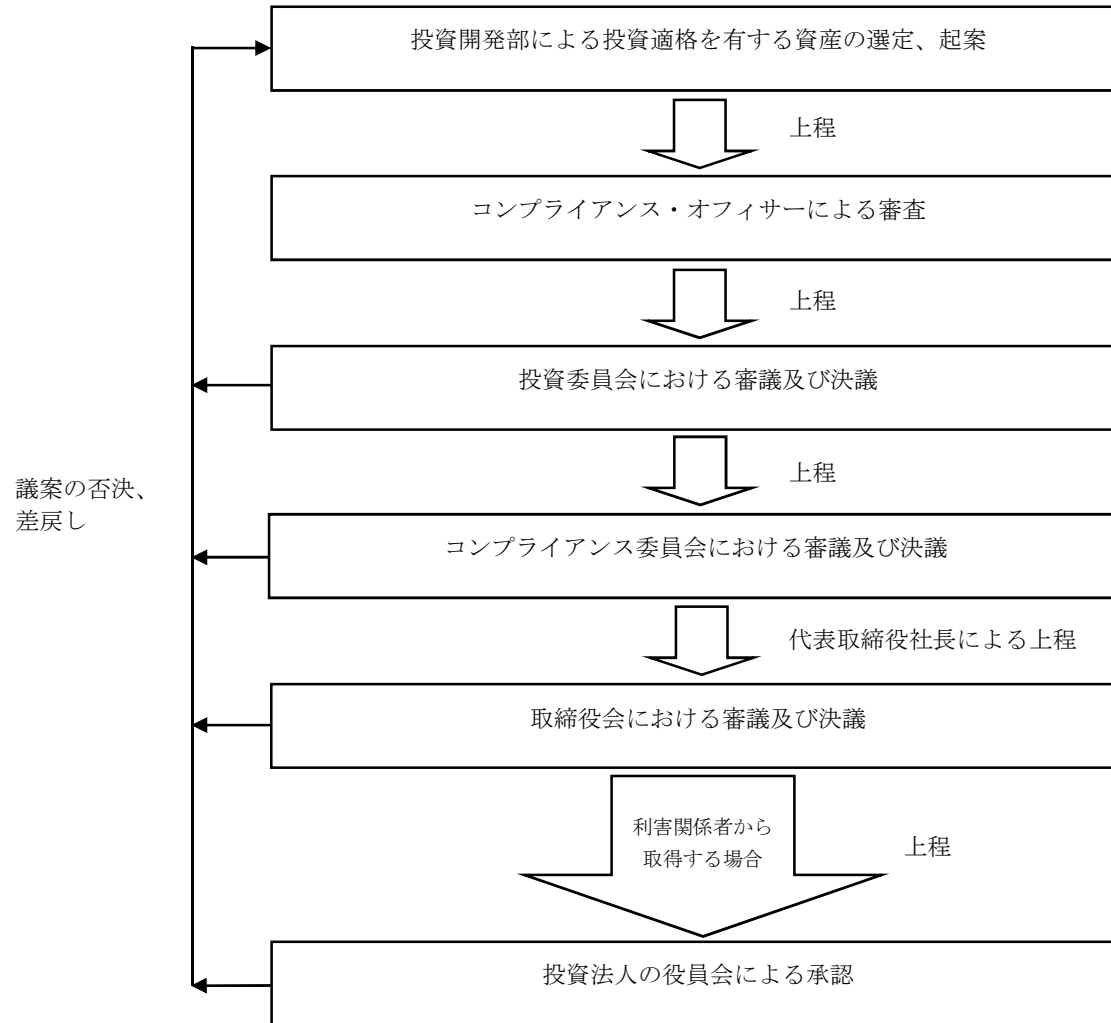 投資開発部による投資適格を有する資産の選定、起案
上程
コンプライアンス・オフィサーによる審査
上程
投資委員会における審議及び決議
上程
議案の否決、
差戻し
コンプライアンス委員会における審議及び決議
代表取締役社長による上程
取締役会における審議及び決議
利害関係者から
取得する場合
上程
投資法人の役員会による承認